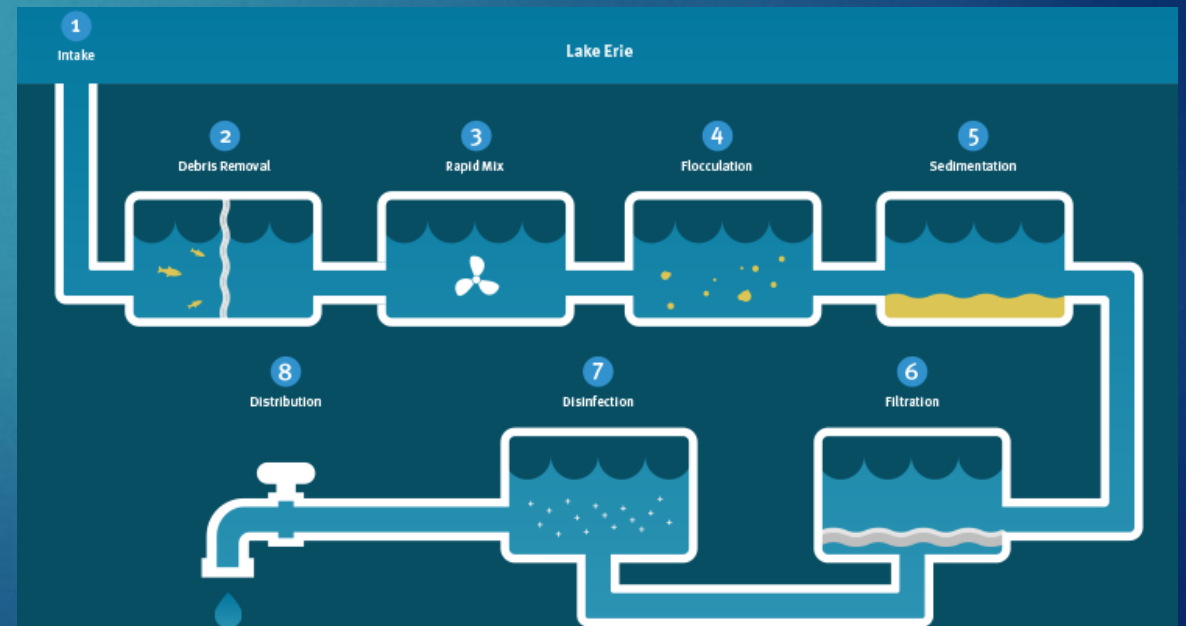 1
Intake
Lake Erie
2
Debris Removal
3
Rapid Mix
4
Flocculation
5
Sedimentation
8
Distribution
7
Disinfection
6
Filtration